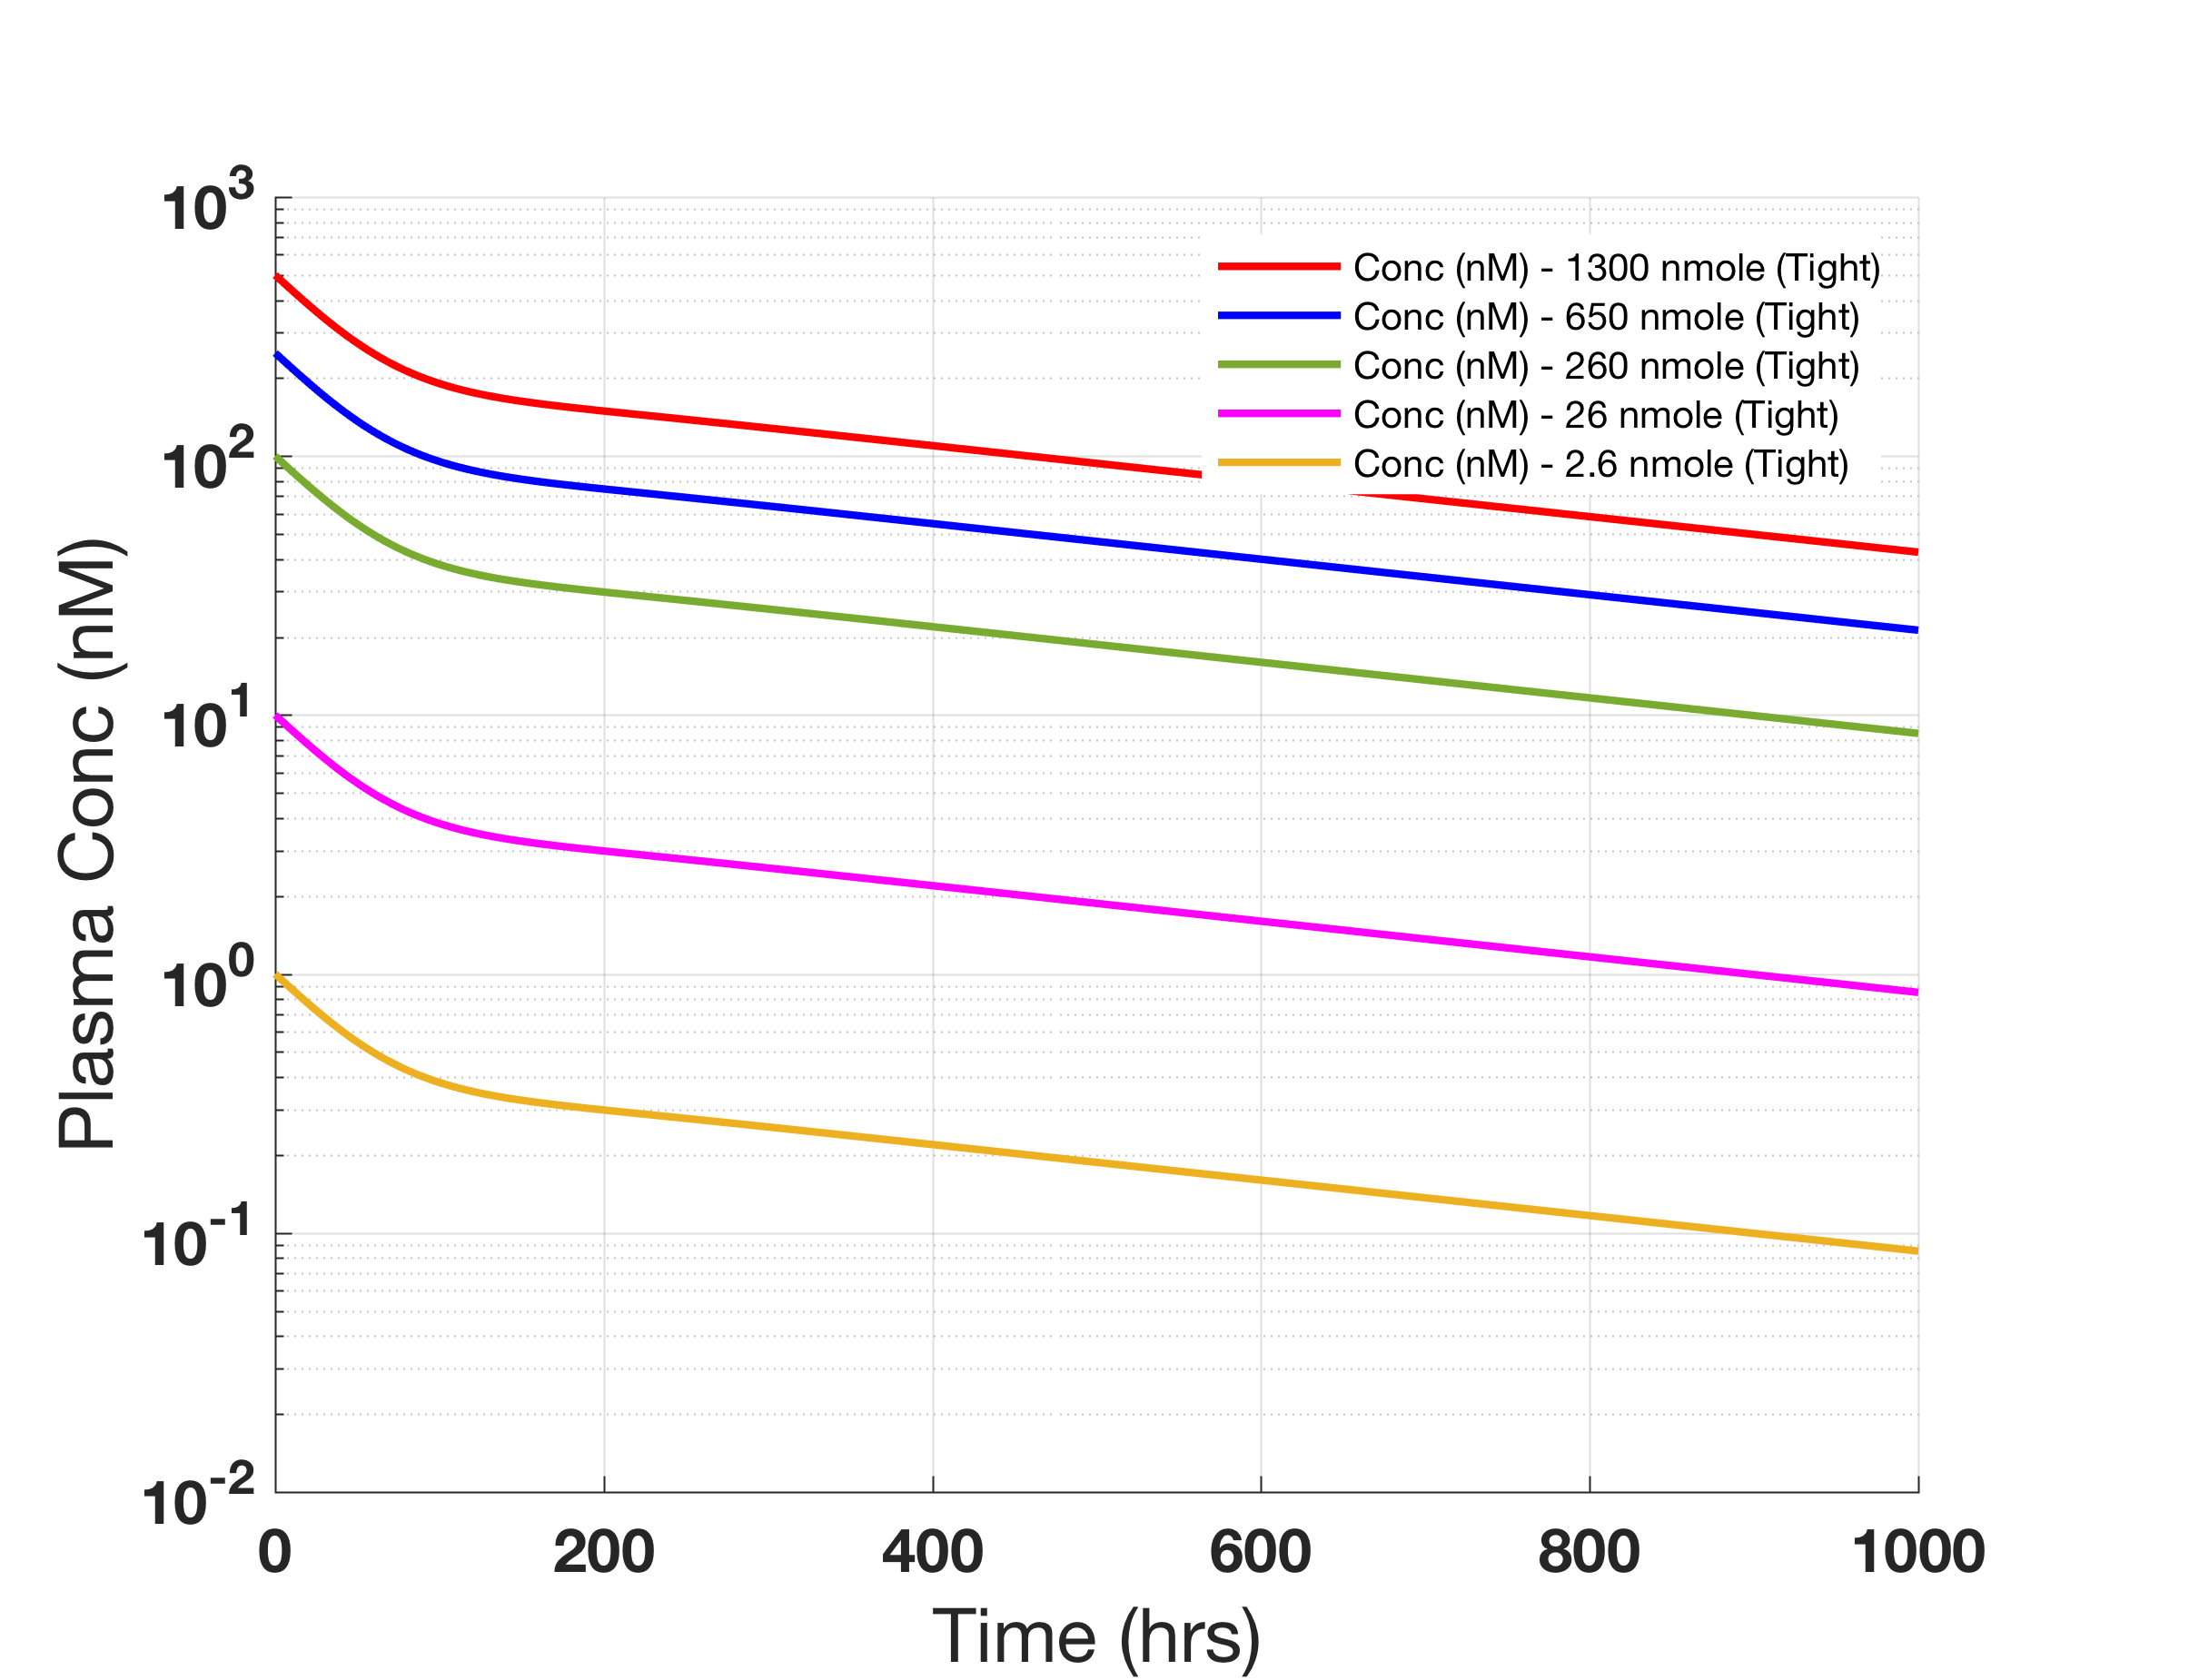 10^3
10^2
10^1
10^0
10^-1
10^-2
Plasma Conc (nM)
Conc (nM) - 1300 nmole (Tight)
Conc (nM) - 650 nmole (Tight)
Conc (nM) - 260 nmole (Tight)
Conc (nM) - 26 nmole (Tight)
Conc (nM) - 2.6 nmole (Tight)
0 200 400 600 800 1000
Time (hrs)